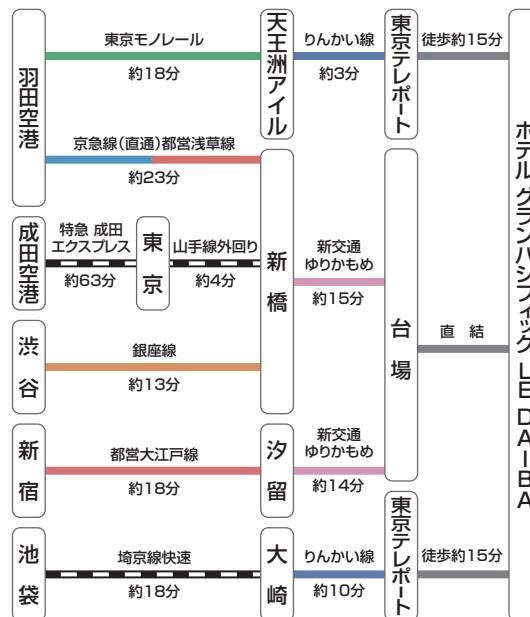 羽田空港
東京モノレール
約18分
天王洲アイル
りんかい線
約3分
東京テレポート
徒歩約15分
京急線(直通)都営浅草線
約23分
成田空港
特急 成田
エクスプレス
約63分
東京
山手線外回り
約4分
新橋
新交通
ゆりかもめ
約15分
台場
直 結
ホテル グランパシフィック LE DAIBA
渋谷
銀座線
約13分
新宿
都営大江戸線
約18分
汐留
新交通
ゆりかもめ
約14分
池袋
埼京線快速
約18分
大崎
りんかい線
約10分
東京テレポート
徒歩約15分